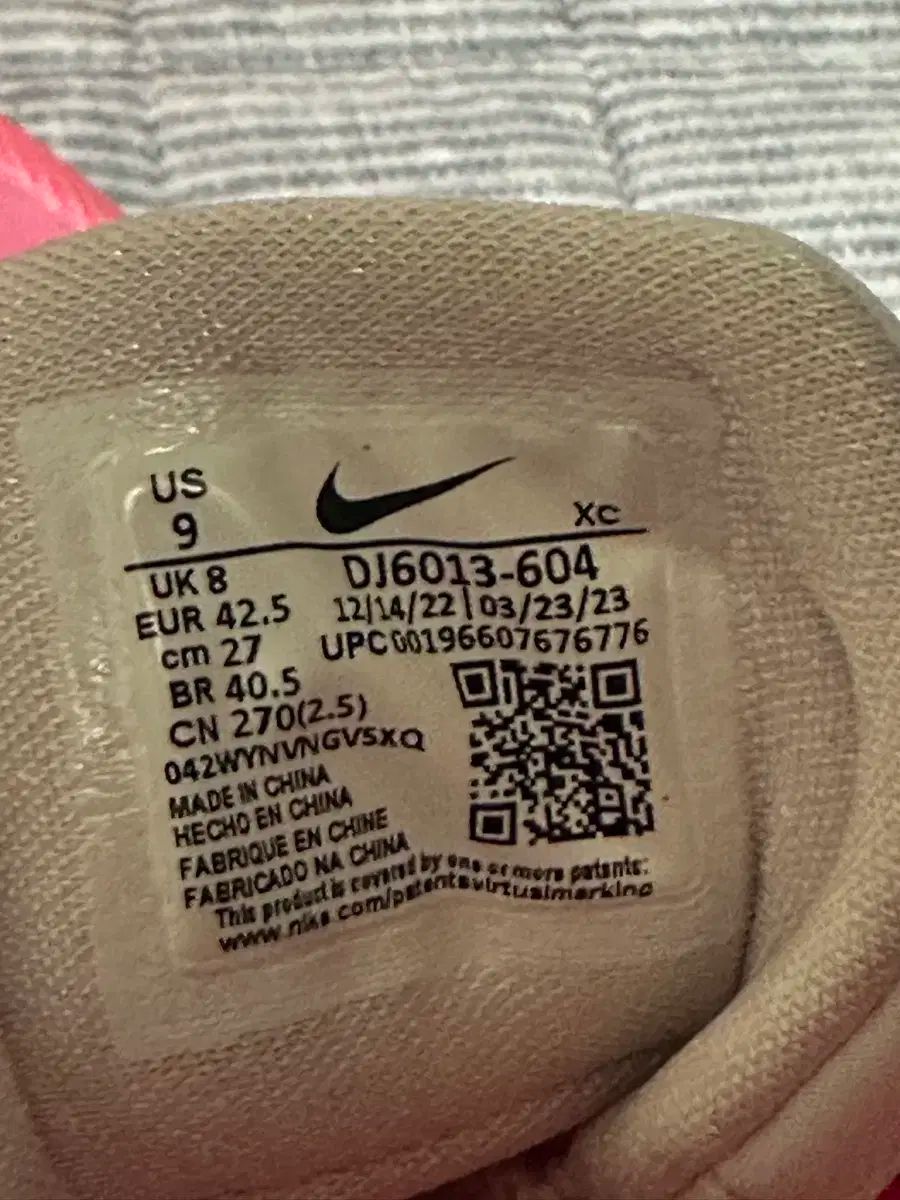 US
9
XC
UK 8
DJ6013-604
EUR 42.5
12/14/22 | 03/23/23
cm 27
UPC 00196607676776
BR 40.5
CN 270(2.5)
042WYNVNGV5XQ
MADE IN CHINA
HECHO EN CHINA
FABRIQUE EN CHINE
FABRICADO NA CHINA
This product is covered by one or more patents:
www.nike.com/patentsvirtualmarking